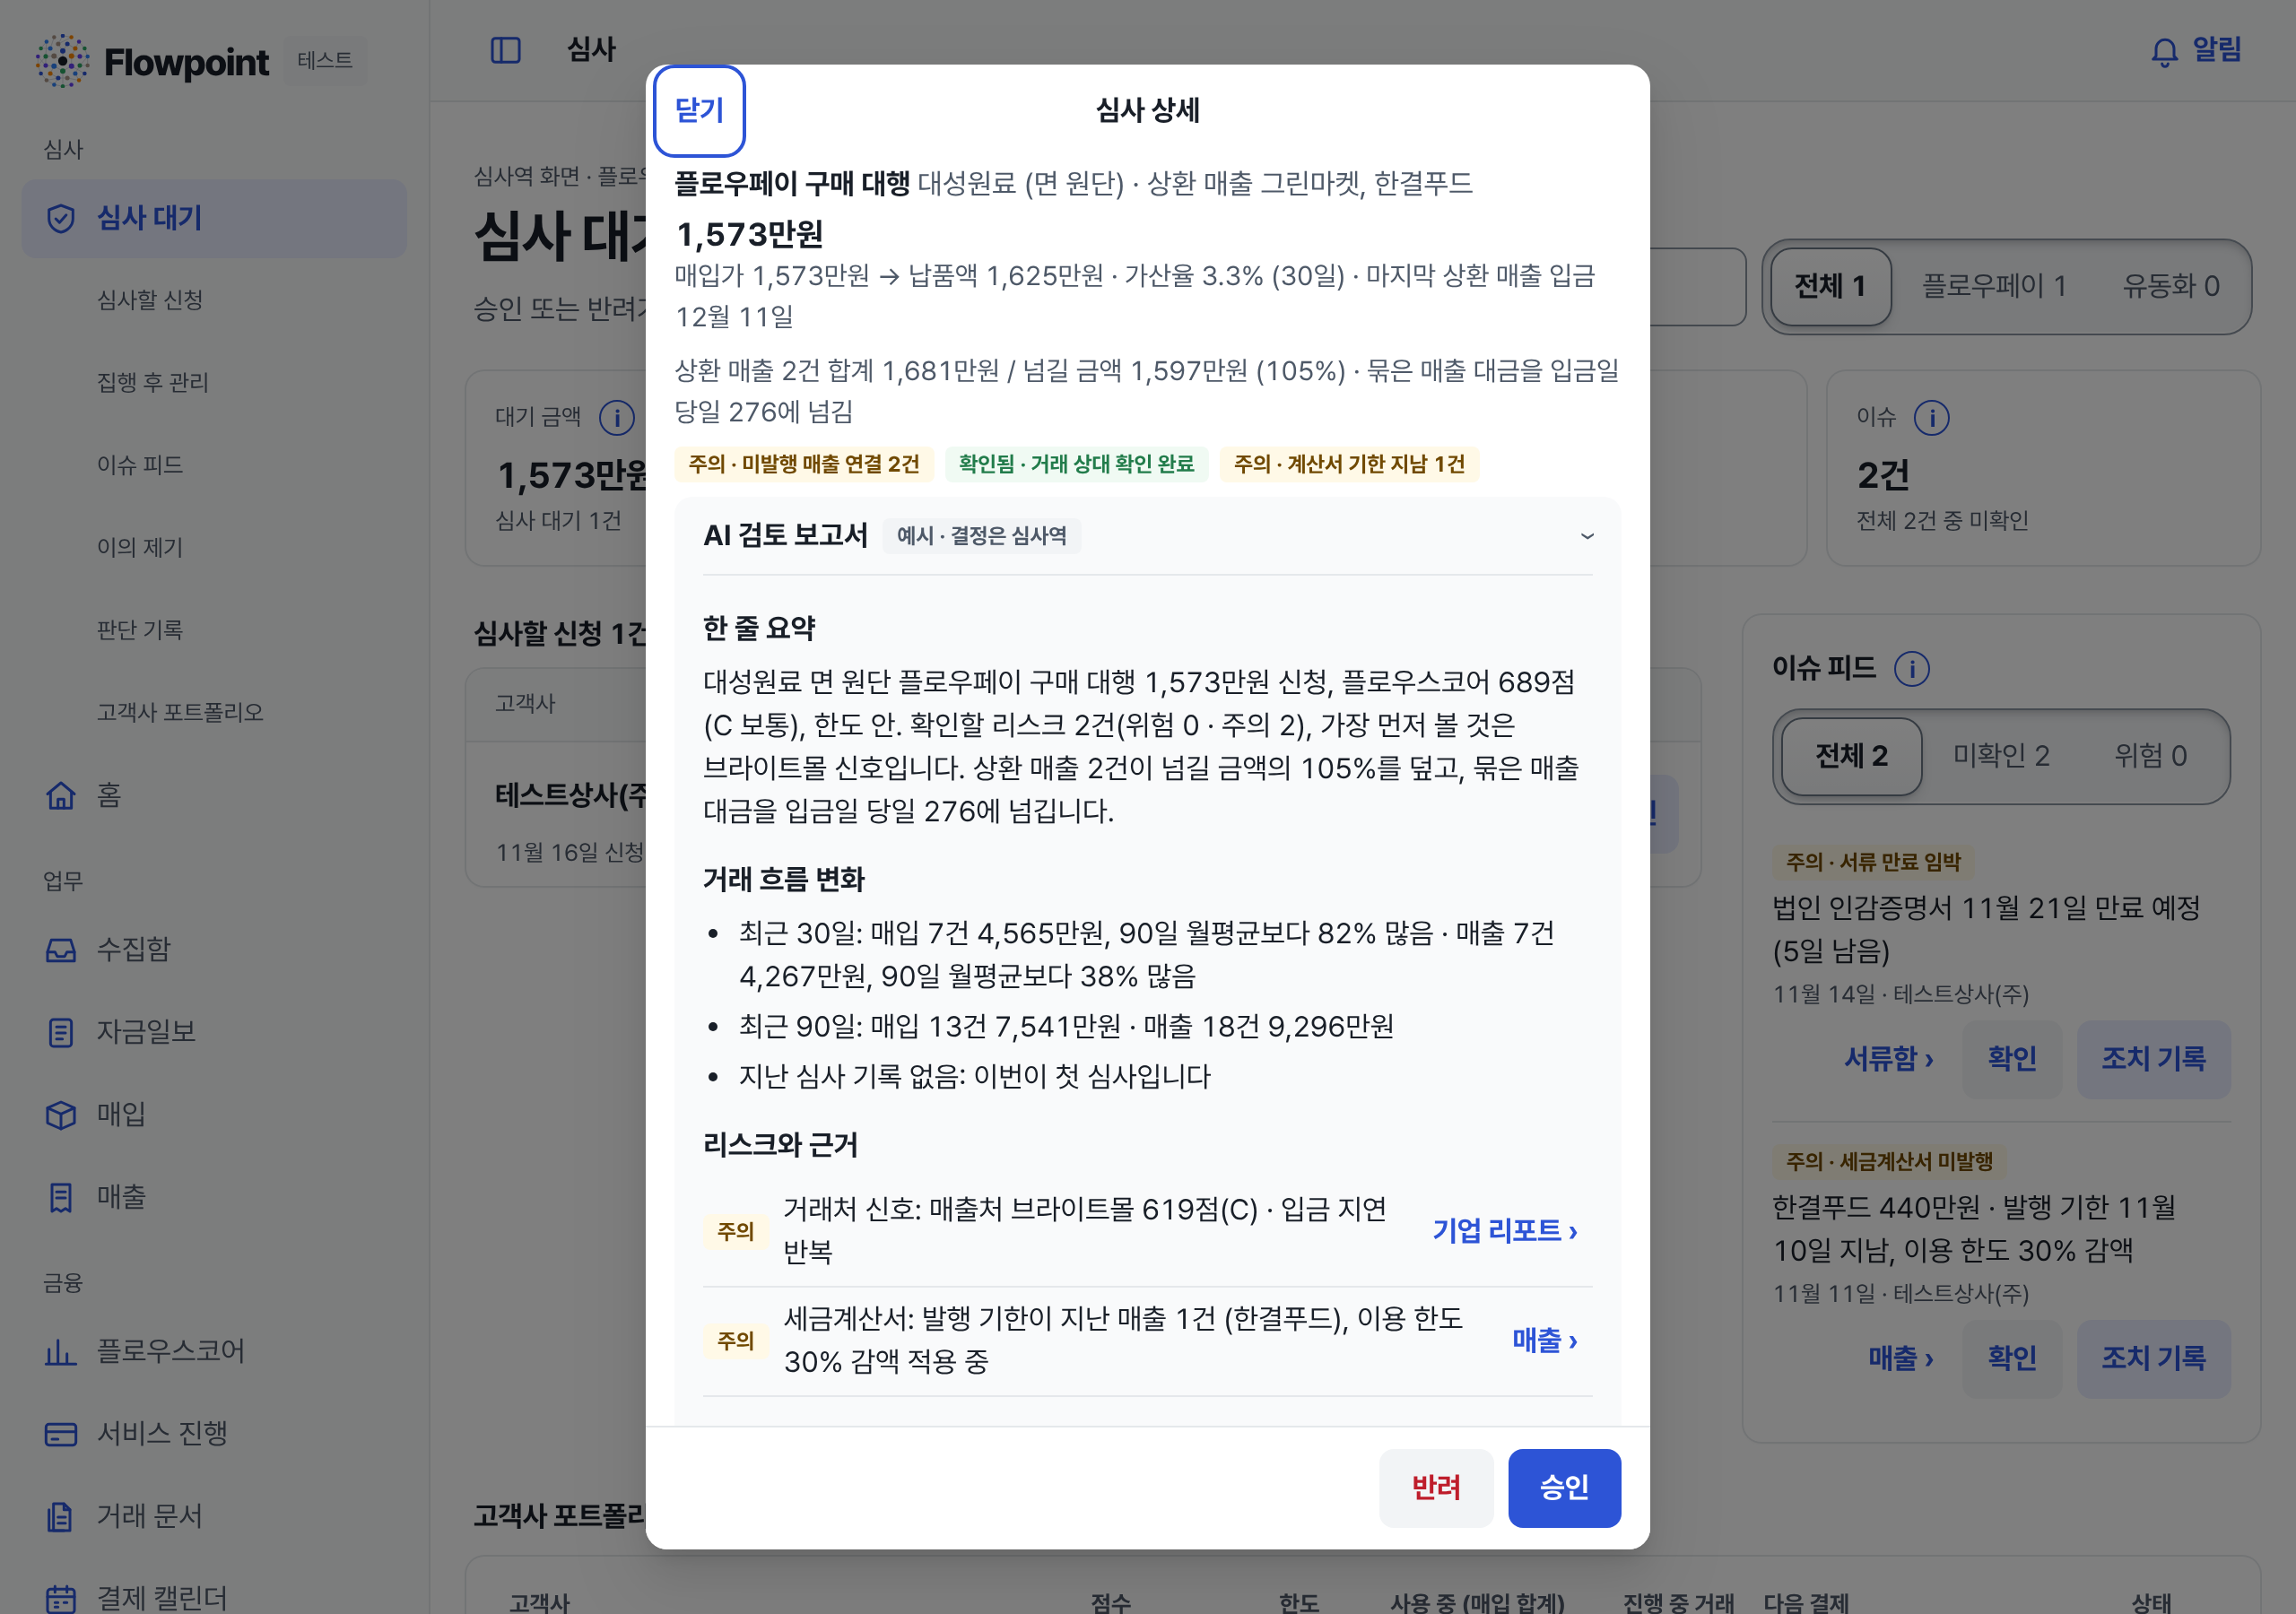 Flowpoint 테스트
심사
심사 대기
심사할 신청
집행 후 관리
이슈 피드
이의 제기
판단 기록
고객사 포트폴리오
홈
업무
수집함
자금일보
매입
매출
금융
플로우스코어
서비스 진행
거래 문서
결제 캘린더
심사
알림
심사역 화면 · 플로우
심사 대기
승인 또는 반려
전체 1 플로우페이 1 유동화 0
대기 금액
1,573만원
심사 대기 1건
이슈
2건
전체 2건 중 미확인
심사할 신청 1건
고객사
테스트상사(주
11월 16일 신청
닫기
심사 상세
플로우페이 구매 대행 대성원료 (면 원단) · 상환 매출 그린마켓, 한결푸드
1,573만원
매입가 1,573만원 → 납품액 1,625만원 · 가산율 3.3% (30일) · 마지막 상환 매출 입금
12월 11일
상환 매출 2건 합계 1,681만원 / 넘길 금액 1,597만원 (105%) · 묶은 매출 대금을 입금일
당일 276에 넘김
주의 · 미발행 매출 연결 2건 확인됨 · 거래 상대 확인 완료 주의 · 계산서 기한 지남 1건
AI 검토 보고서 예시 · 결정은 심사역
한 줄 요약
대성원료 면 원단 플로우페이 구매 대행 1,573만원 신청, 플로우스코어 689점
(C 보통), 한도 안. 확인할 리스크 2건(위험 0 · 주의 2), 가장 먼저 볼 것은
브라이트몰 신호입니다. 상환 매출 2건이 넘길 금액의 105%를 덮고, 묶은 매출
대금을 입금일 당일 276에 넘깁니다.
거래 흐름 변화
• 최근 30일: 매입 7건 4,565만원, 90일 월평균보다 82% 많음 · 매출 7건
4,267만원, 90일 월평균보다 38% 많음
• 최근 90일: 매입 13건 7,541만원 · 매출 18건 9,296만원
• 지난 심사 기록 없음: 이번이 첫 심사입니다
리스크와 근거
주의 거래처 신호: 매출처 브라이트몰 619점(C) · 입금 지연
반복
기업 리포트 ›
주의 세금계산서: 발행 기한이 지난 매출 1건 (한결푸드), 이용 한도
30% 감액 적용 중
매출 ›
반려 승인
이슈 피드
전체 2 미확인 2 위험 0
주의 · 서류 만료 임박
법인 인감증명서 11월 21일 만료 예정
(5일 남음)
11월 14일 · 테스트상사(주)
서류함 › 확인 조치 기록
주의 · 세금계산서 미발행
한결푸드 440만원 · 발행 기한 11월
10일 지남, 이용 한도 30% 감액
11월 11일 · 테스트상사(주)
매출 › 확인 조치 기록
고객사 포트폴리
고객사 점수 한도 사용 중 (매입 합계) 진행 중 거래 다음 결제 상태